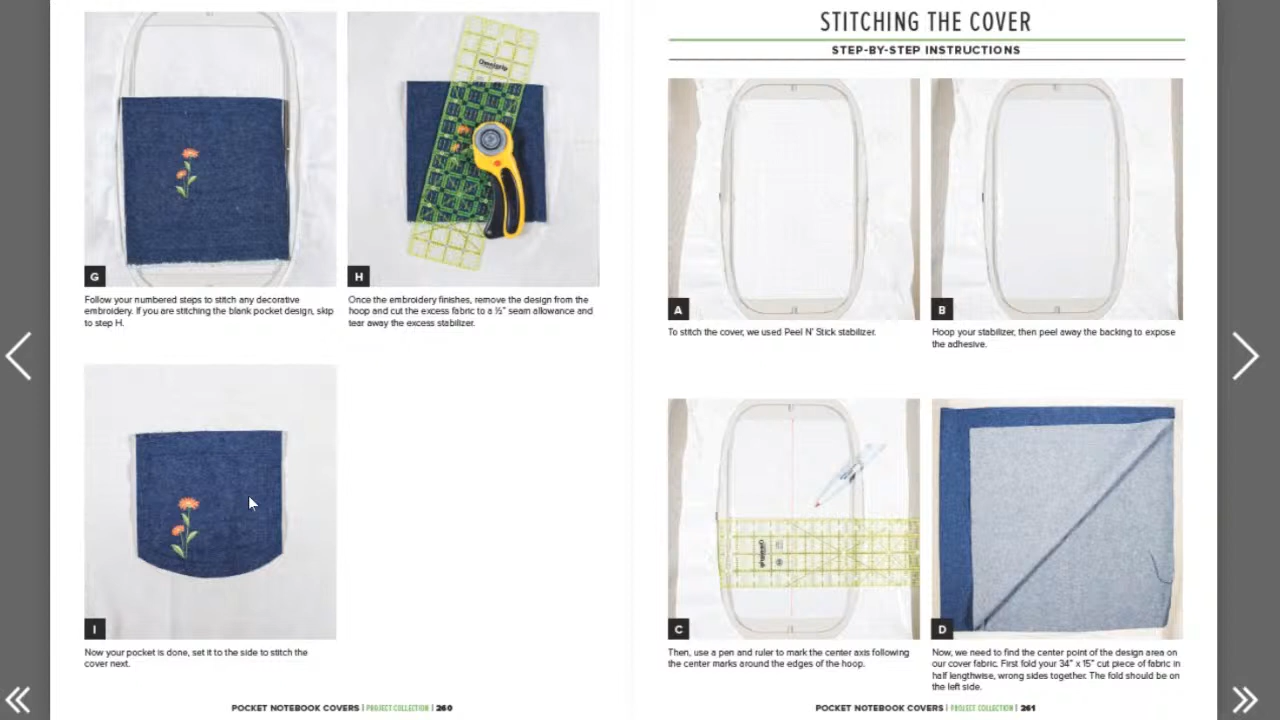 G
Follow your numbered steps to stitch any decorative
embroidery. If you are stitching the blank pocket design, skip
to step H.
Omnigrip
H
Once the embroidery finishes, remove the design from the
hoop and cut the excess fabric to a ½" seam allowance and
tear away the excess stabilizer.
I
Now your pocket is done, set it to the side to stitch the
cover next.
POCKET NOTEBOOK COVERS | PROJECT COLLECTION | 260
STITCHING THE COVER
STEP-BY-STEP INSTRUCTIONS
A
To stitch the cover, we used Peel N' Stick stabilizer.
B
Hoop your stabilizer, then peel away the backing to expose
the adhesive.
Omnigrip
C
Then, use a pen and ruler to mark the center axis following
the center marks around the edges of the hoop.
D
Now, we need to find the center point of the design area on
our cover fabric. First fold your 34" x 15" cut piece of fabric in
half lengthwise, wrong sides together. The fold should be on
the left side.
POCKET NOTEBOOK COVERS | PROJECT COLLECTION | 261